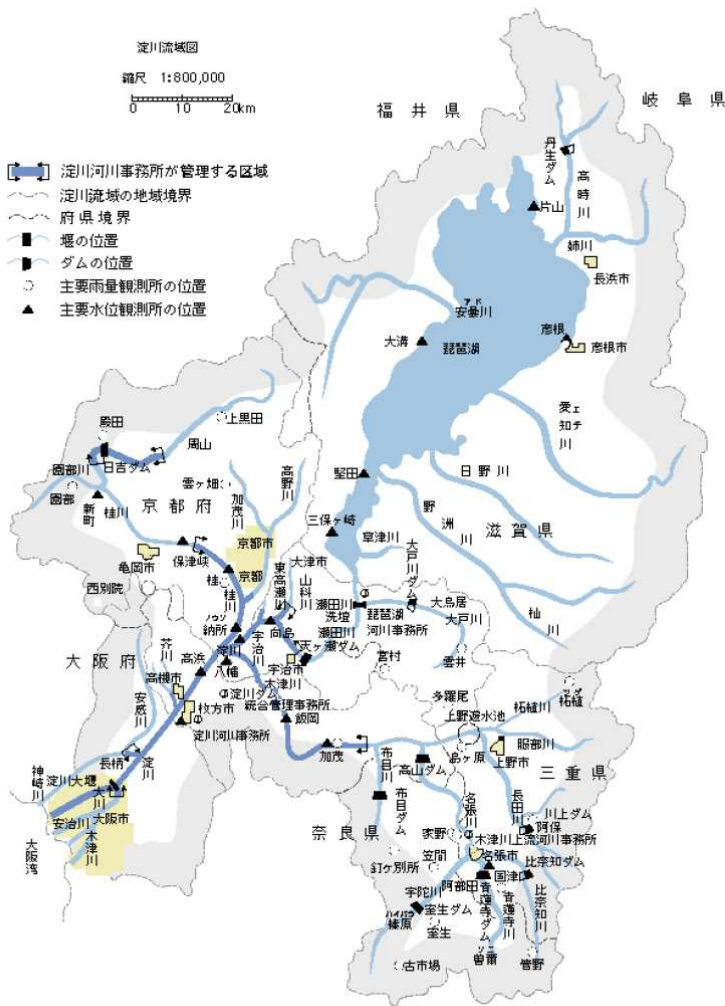 淀川流域図
縮尺 1:800,000
0 10 20km
淀川河川事務所が管理する区域
淀川流域の地域境界
府県境界
堰の位置
ダムの位置
主要雨量観測所の位置
主要水位観測所の位置
福井県
岐阜県
丹生ダム
高時川
片山
姉川
長浜市
アド
安曇川
大溝
琵琶湖
彦根
彦根市
愛知川
エチ
殿田
上黒田
周山
園部川
日吉ダム
園部
新町
桂川
京都府
雲ヶ畑
加茂川
高野川
堅田
日野川
三保ヶ崎
野洲川
滋賀県
草津川
京都市
京都
保津峡
亀岡市
西別院
桂
桂川
東高瀬川
山科川
大津市
大戸川ダム
瀬田川洗堰
琵琶湖河川事務所
大鳥居
大戸川
杣川
納所
宇治川
向島
瀬田川
天ヶ瀬ダム
宮村
雲井
大阪府
芥川
高浜
淀川
八幡
宇治市
木津川
高槻市
枚方市
淀川ダム
統合管理事務所
飯岡
安威川
淀川河川事務所
多羅尾
上野遊水池
柘植川
ツゲ
柘植
長柄
淀川
加茂
島ヶ原
服部川
上野市
三重県
布目川
高山ダム
神崎川
淀川大堰
大川
安治川
大阪市
木津川
大阪湾
奈良県
布目ダム
名張川
長田川
川上ダム
阿保
家野
木津川上流河川事務所
笠間
名張市
比奈知ダム
釘ヶ別所
阿部田
国津
宇陀川
室生ダム
青蓮寺ダム
青蓮寺川
比奈知川
ハイバラ
榛原
室生
ソニ
曽爾
菅野
古市場